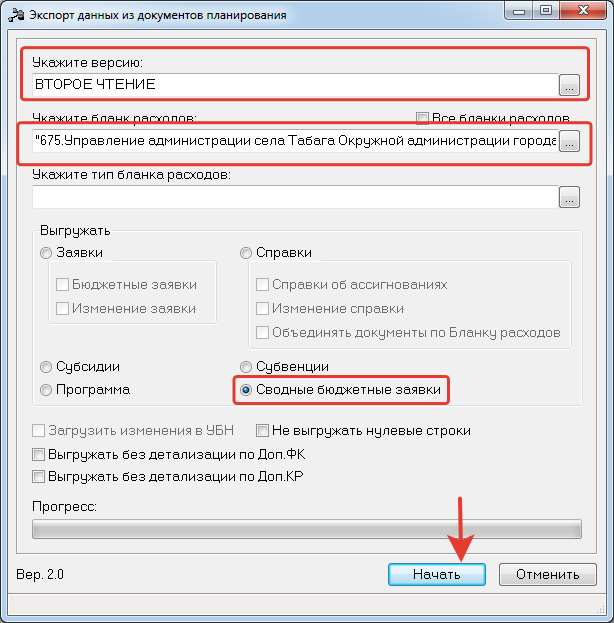 Экспорт данных из документов планирования
Укажите версию:
ВТОРОЕ ЧТЕНИЕ
...
Укажите бланк расходов:
Все бланки расходов
"675.Управление администрации села Табага Окружной администрации города
...
Укажите тип бланка расходов:
...
Выгружать
Заявки
Справки
Бюджетные заявки
Справки об ассигнованиях
Изменение заявки
Изменение справки
Объединять документы по Бланку расходов
Субсидии
Субвенции
Программа
Сводные бюджетные заявки
Загрузить изменения в УБН
Не выгружать нулевые строки
Выгружать без детализации по Доп.ФК
Выгружать без детализации по Доп.КР
Прогресс:
Вер. 2.0
Начать
Отменить